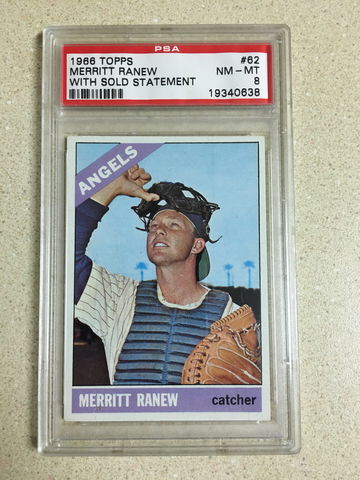 PSA
1966 TOPPS #62
MERRITT RANEW NM - MT
WITH SOLD STATEMENT 8
19340638
ANGELS
MERRITT RANEW catcher